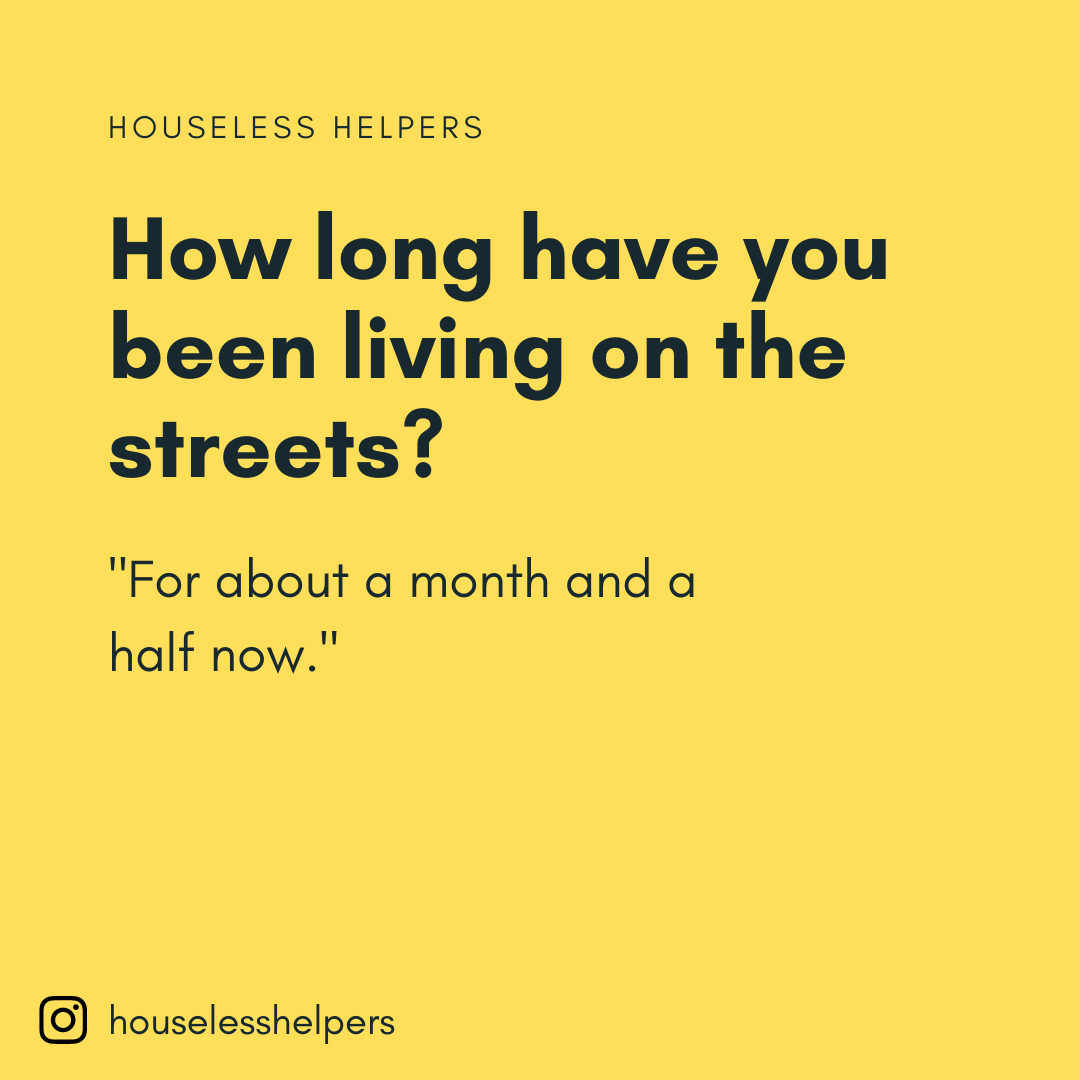 HOUSELESS HELPERS
How long have you
been living on the
streets?
"For about a month and a
half now."
houselesshelpers